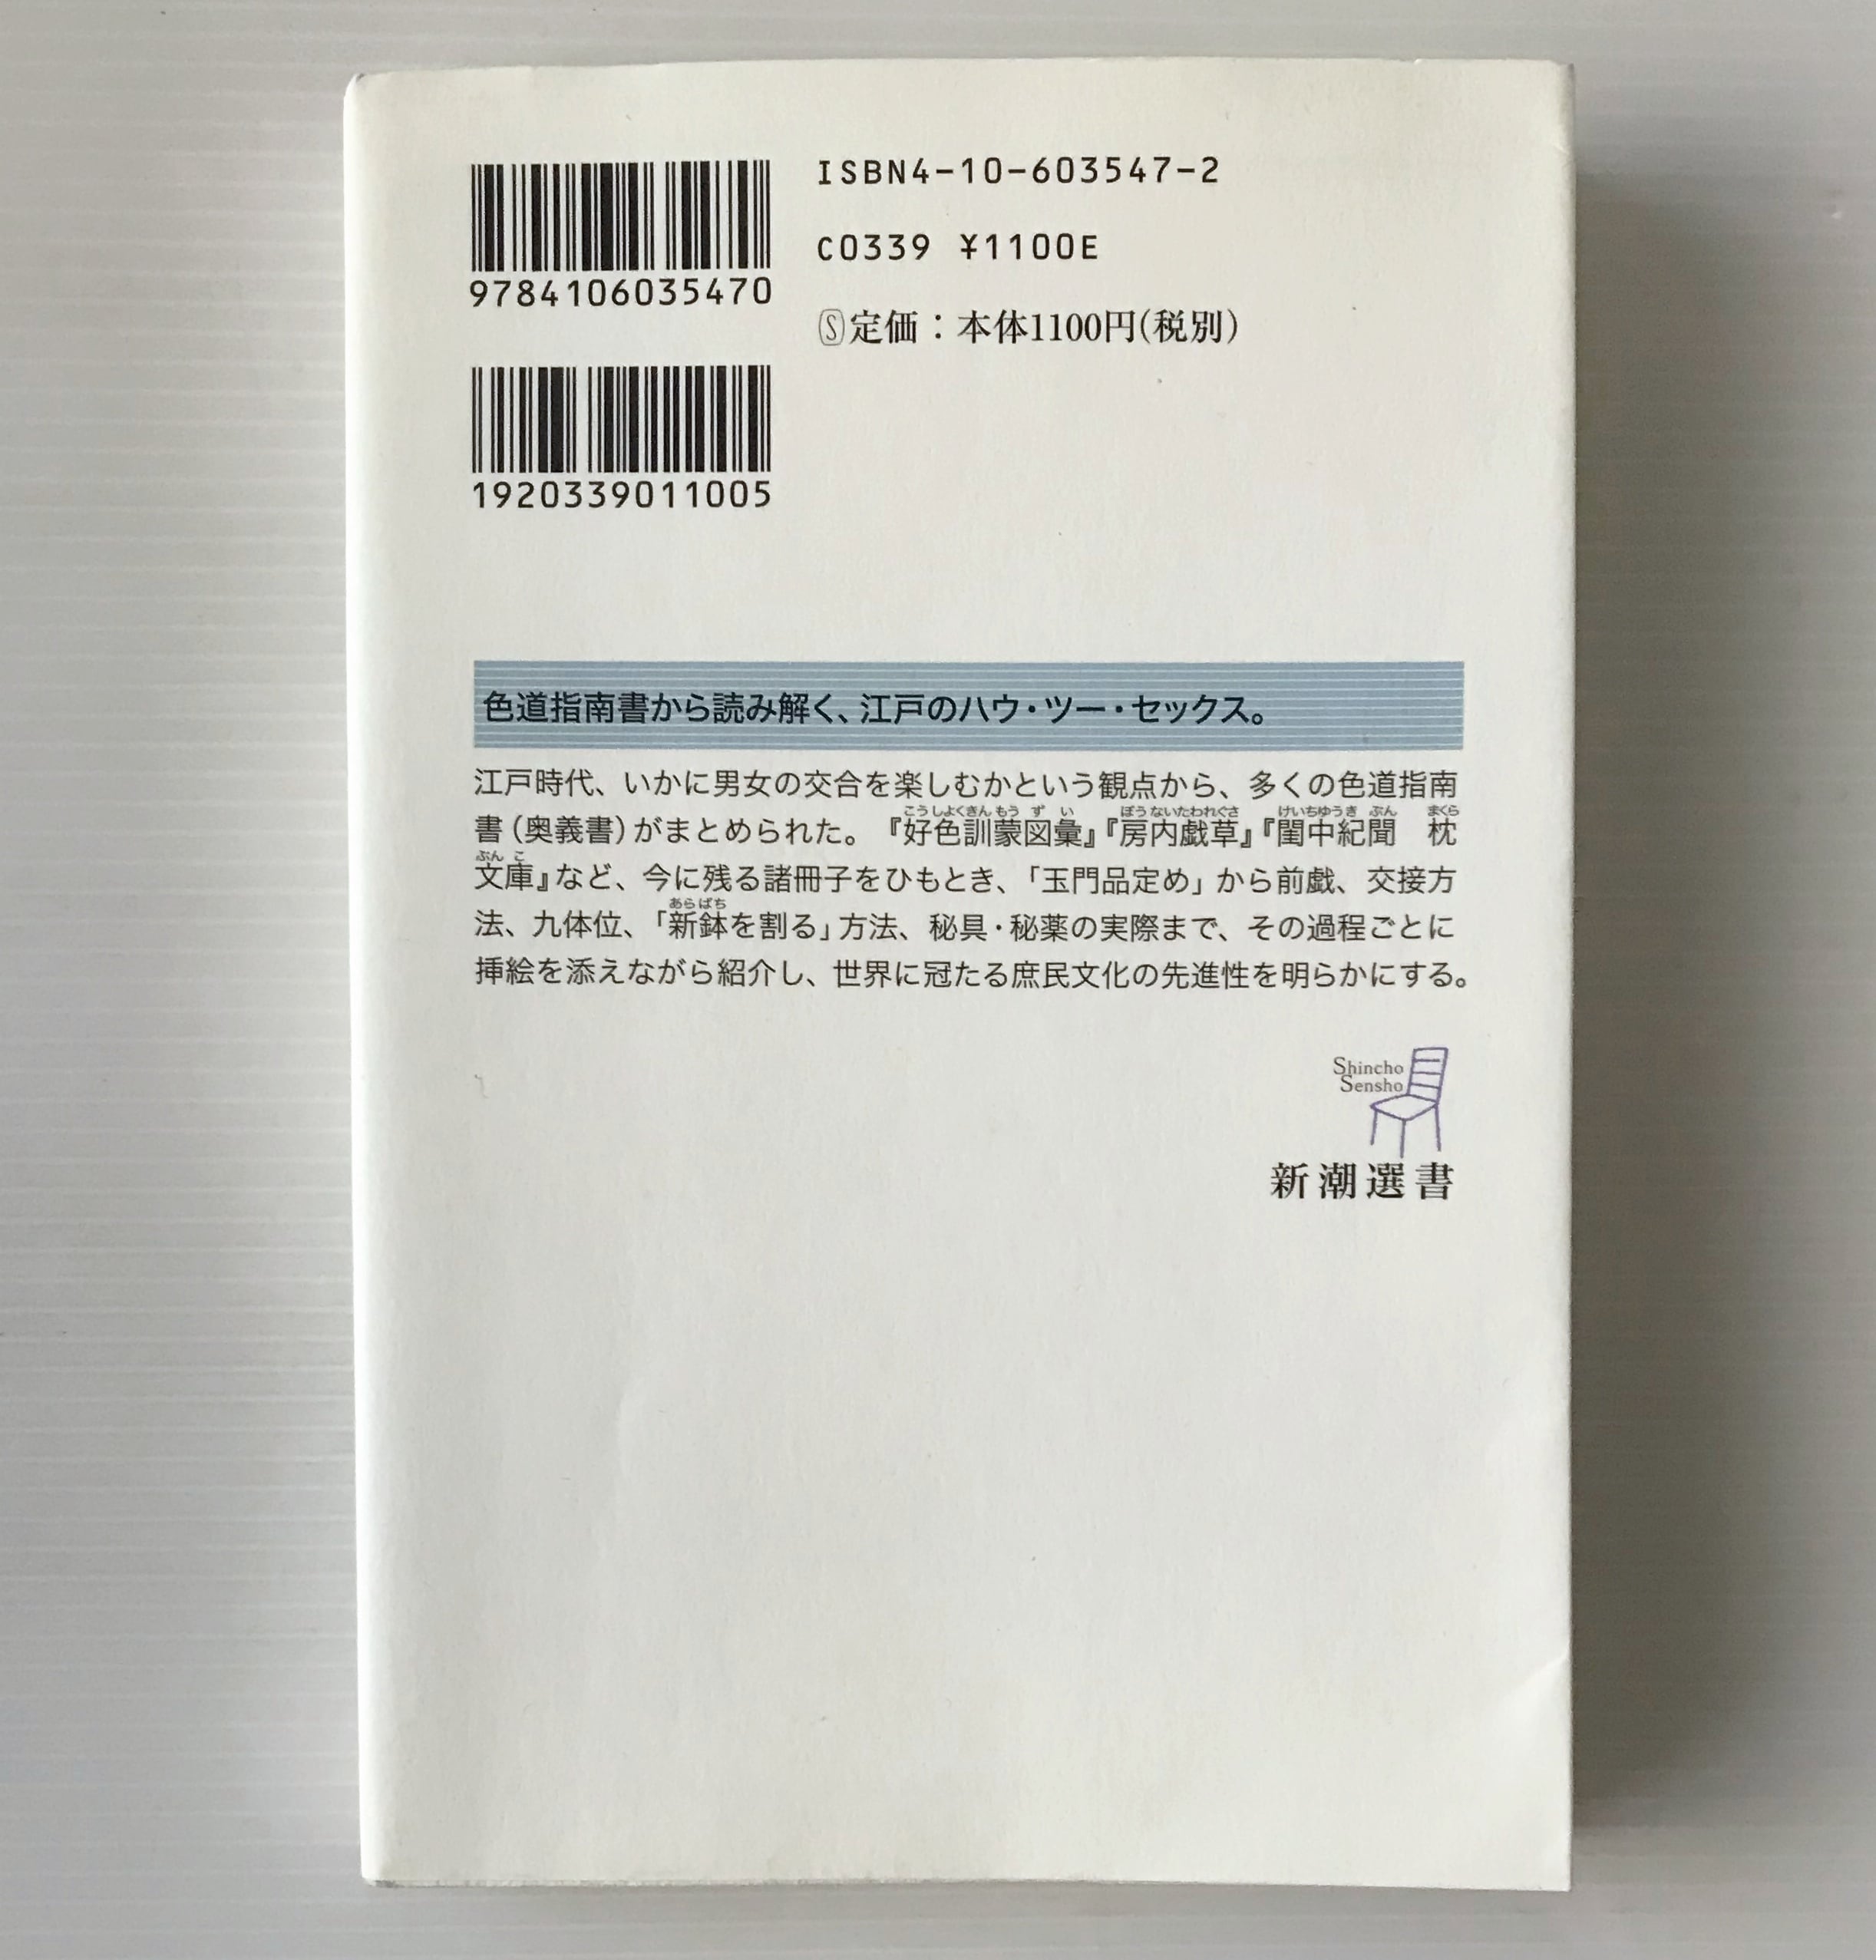 ISBN4-10-603547-2
C0339 ¥1100E
Ⓢ定価：本体1100円(税別)
9784106035470
1920339011005
色道指南書から読み解く、江戸のハウ・ツー・セックス。
江戸時代、いかに男女の交合を楽しむかという観点から、多くの色道指南
こうしよくきんもうずい ぼうないたわれぐさ けいちゆうきぶん まくら
書（奥義書）がまとめられた。『好色訓蒙図彙』『房内戯草』『閨中紀聞　枕
ぶんこ
文庫』など、今に残る諸冊子をひもとき、「玉門品定め」から前戯、交接方
あらばち
法、九体位、「新鉢を割る」方法、秘具・秘薬の実際まで、その過程ごとに
挿絵を添えながら紹介し、世界に冠たる庶民文化の先進性を明らかにする。
Shincho
Sensho
新潮選書